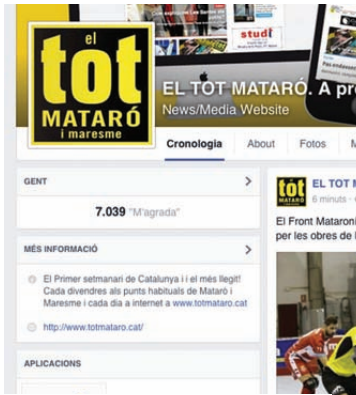 el
tot
MATARÓ
i maresme
studi
EL TOT MATARÓ. A pr
News/Media Website
Cronologia About Fotos M
GENT
7.039 "M'agrada"
MÉS INFORMACIÓ
El Primer setmanari de Catalunya i i el més llegit!
Cada divendres als punts habituals de Mataró i
Maresme i cada dia a internet a www.totmataro.cat
http://www.totmataro.cat/
APLICACIONS
tot
MATARÓ
EL TOT M
6 minuts ·
El Front Mataroni
per les obres de l